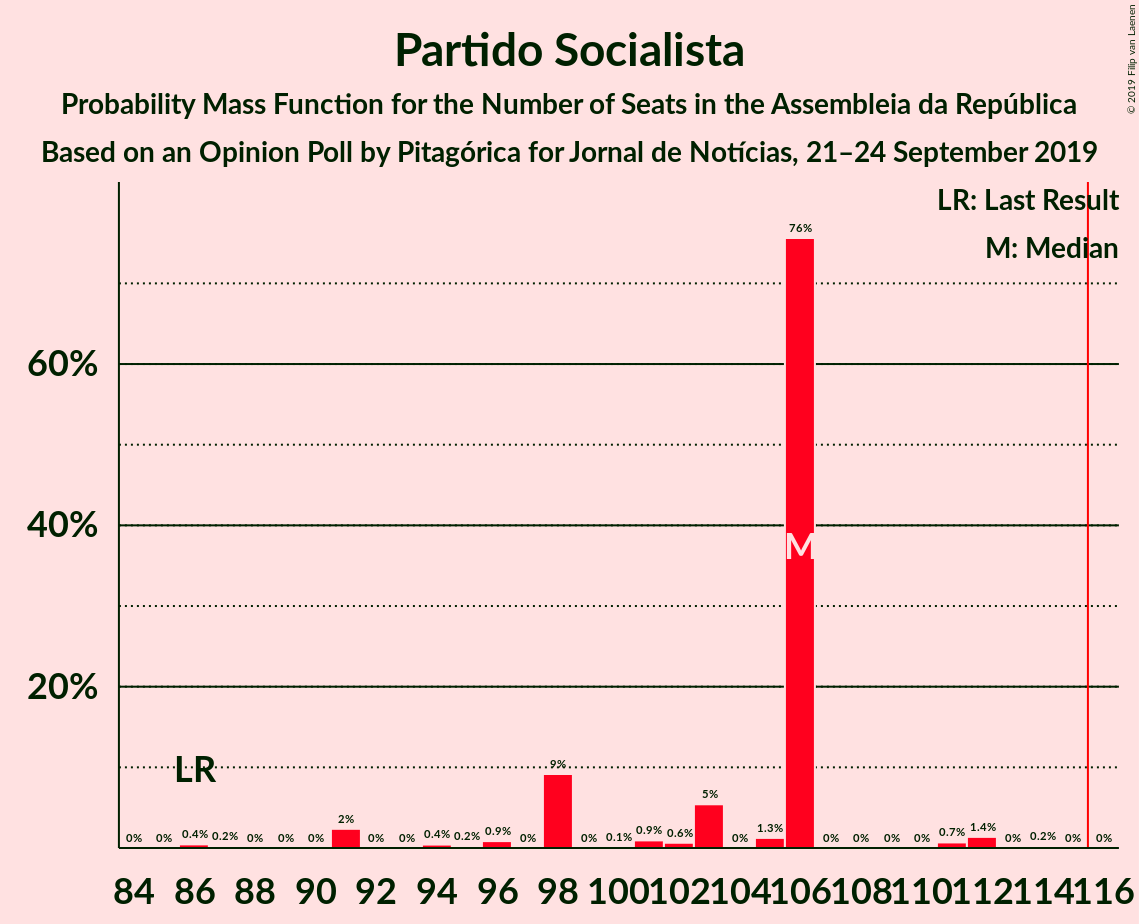 Partido Socialista
Probability Mass Function for the Number of Seats in the Assembleia da República
Based on an Opinion Poll by Pitagórica for Jornal de Notícias, 21–24 September 2019
© 2019 Filip van Laenen
LR: Last Result
M: Median
60%
40%
20%
LR
M
0% 0% 0.4% 0.2% 0% 0% 0% 2% 0% 0% 0.4% 0.2% 0.9% 0% 9% 0% 0.1% 0.9% 0.6% 5% 0% 1.3% 76% 0% 0% 0% 0% 0.7% 1.4% 0% 0.2% 0% 0%
84 86 88 90 92 94 96 98 100 102 104 106 108 110 112 114 116